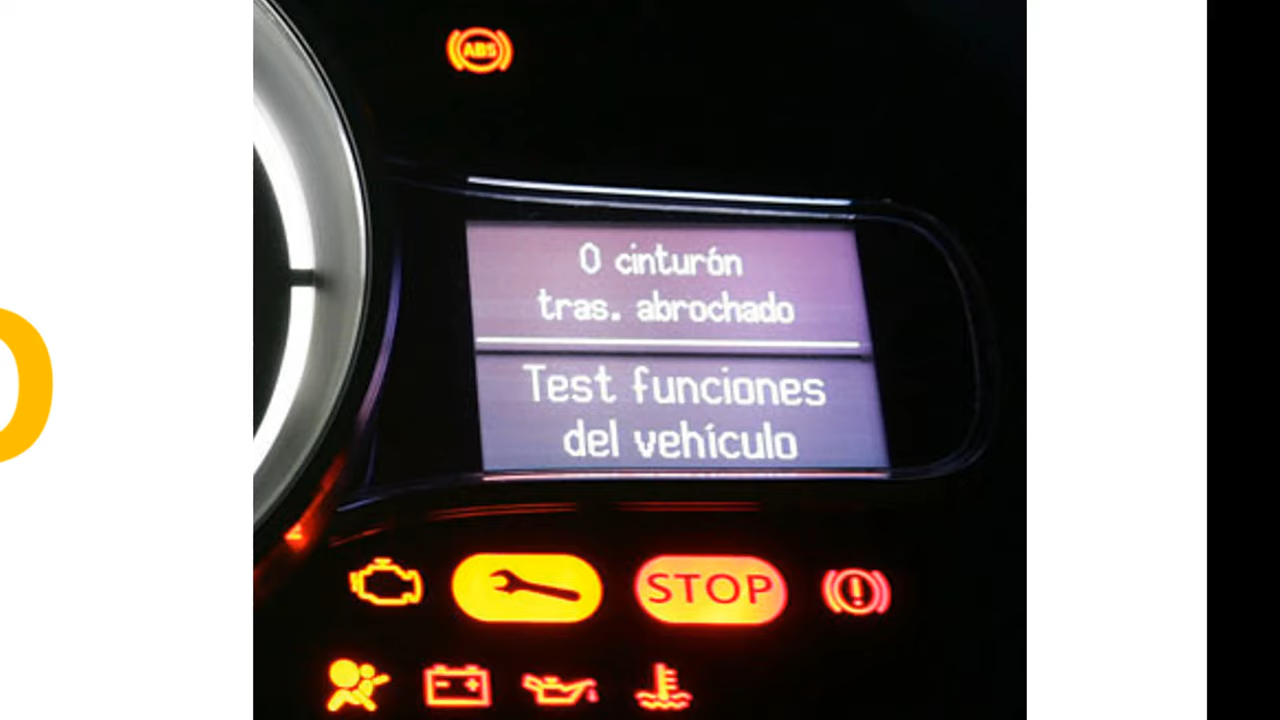 ABS
0 cinturón
tras. abrochado
Test funciones
del vehículo
STOP